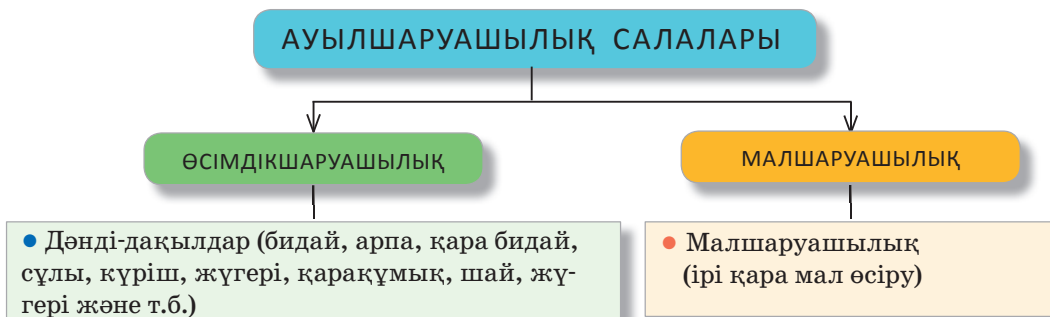 АУЫЛШАРУАШЫЛЫҚ САЛАЛАРЫ
ӨСІМДІКШАРУАШЫЛЫҚ
МАЛШАРУАШЫЛЫҚ
● Дәнді-дақылдар (бидай, арпа, қара бидай,
сұлы, күріш, жүгері, қарақұмық, шай, жү-
гері және т.б.)
● Малшаруашылық
(ірі қара мал өсіру)